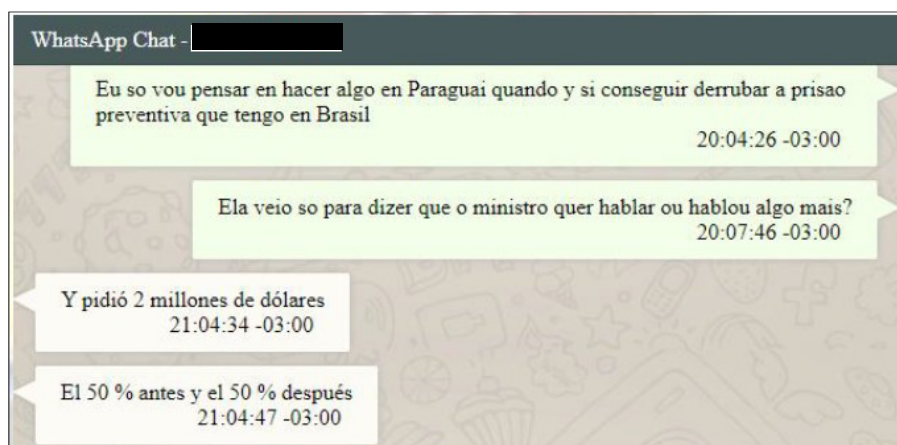 WhatsApp Chat -
Eu so vou pensar en hacer algo en Paraguai quando y si conseguir derrubar a prisao
preventiva que tengo en Brasil
20:04:26 -03:00
Ela veio so para dizer que o ministro quer hablar ou hablou algo mais?
20:07:46 -03:00
Y pidió 2 millones de dólares
21:04:34 -03:00
El 50 % antes y el 50 % después
21:04:47 -03:00